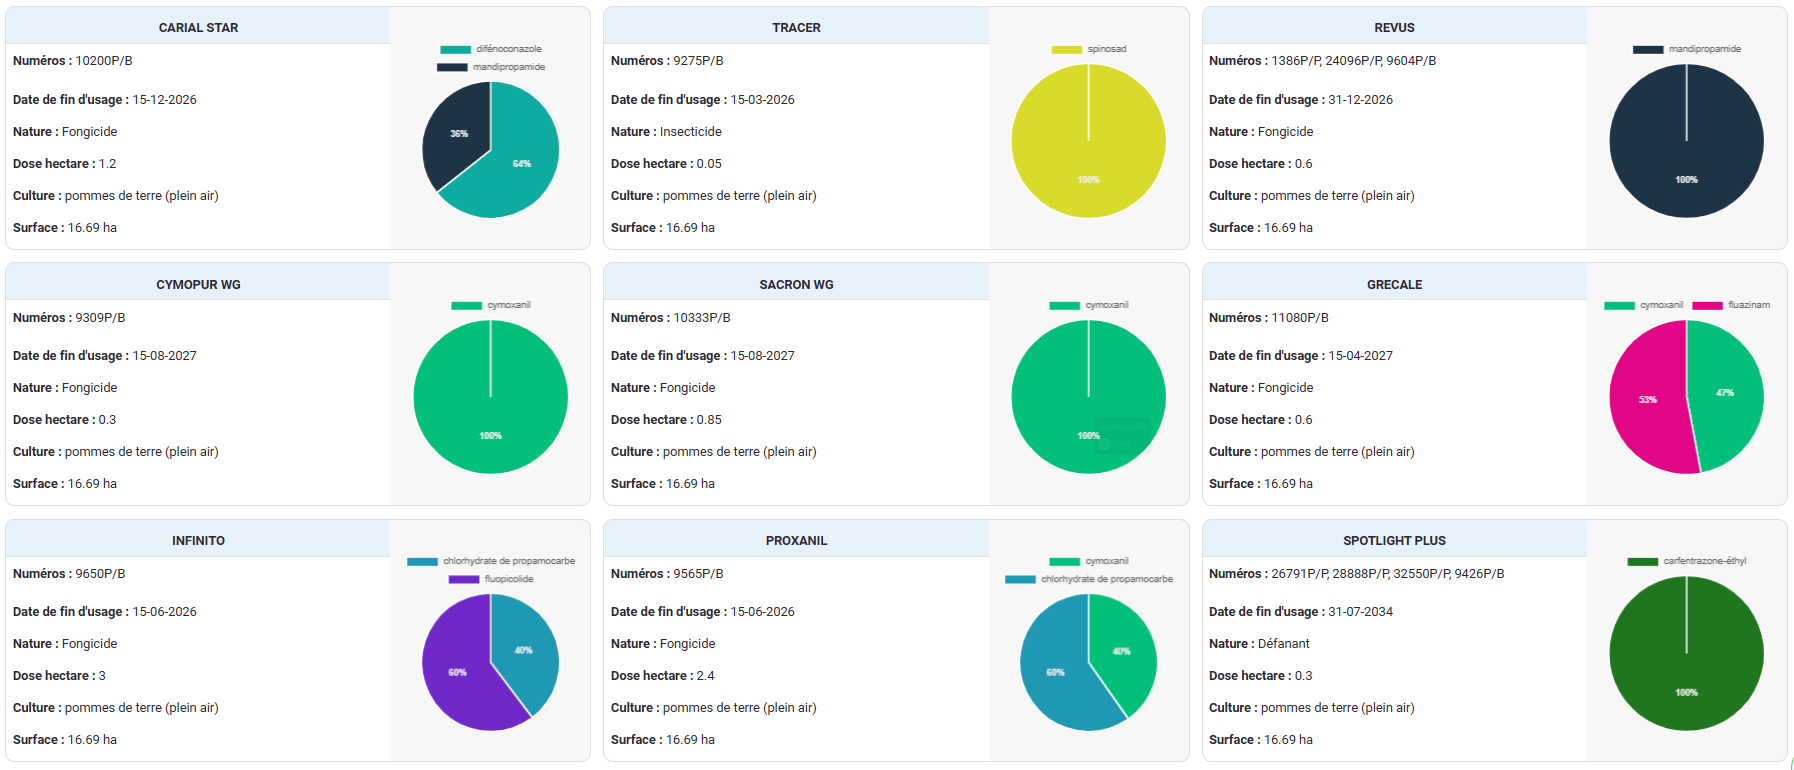 CARIAL STAR
Numéros : 10200P/B
Date de fin d'usage : 15-12-2026
Nature : Fongicide
Dose hectare : 1.2
Culture : pommes de terre (plein air)
Surface : 16.69 ha
difénoconazole
mandipropamide
36%
64%
TRACER
Numéros : 9275P/B
Date de fin d'usage : 15-03-2026
Nature : Insecticide
Dose hectare : 0.05
Culture : pommes de terre (plein air)
Surface : 16.69 ha
spinosad
100%
REVUS
Numéros : 1386P/P, 24096P/P, 9604P/B
Date de fin d'usage : 31-12-2026
Nature : Fongicide
Dose hectare : 0.6
Culture : pommes de terre (plein air)
Surface : 16.69 ha
mandipropamide
100%
CYMOPUR WG
Numéros : 9309P/B
Date de fin d'usage : 15-08-2027
Nature : Fongicide
Dose hectare : 0.3
Culture : pommes de terre (plein air)
Surface : 16.69 ha
cymoxanil
100%
SACRON WG
Numéros : 10333P/B
Date de fin d'usage : 15-08-2027
Nature : Fongicide
Dose hectare : 0.85
Culture : pommes de terre (plein air)
Surface : 16.69 ha
cymoxanil
100%
GRECALE
Numéros : 11080P/B
Date de fin d'usage : 15-04-2027
Nature : Fongicide
Dose hectare : 0.6
Culture : pommes de terre (plein air)
Surface : 16.69 ha
cymoxanil fluazinam
53% 47%
INFINITO
Numéros : 9650P/B
Date de fin d'usage : 15-06-2026
Nature : Fongicide
Dose hectare : 3
Culture : pommes de terre (plein air)
Surface : 16.69 ha
chlorhydrate de propamocarbe
fluopicolide
40%
60%
PROXANIL
Numéros : 9565P/B
Date de fin d'usage : 15-06-2026
Nature : Fongicide
Dose hectare : 2.4
Culture : pommes de terre (plein air)
Surface : 16.69 ha
cymoxanil
chlorhydrate de propamocarbe
40%
60%
SPOTLIGHT PLUS
Numéros : 26791P/P, 28888P/P, 32550P/P, 9426P/B
Date de fin d'usage : 31-07-2034
Nature : Défanant
Dose hectare : 0.3
Culture : pommes de terre (plein air)
Surface : 16.69 ha
carfentrazone-éthyl
100%